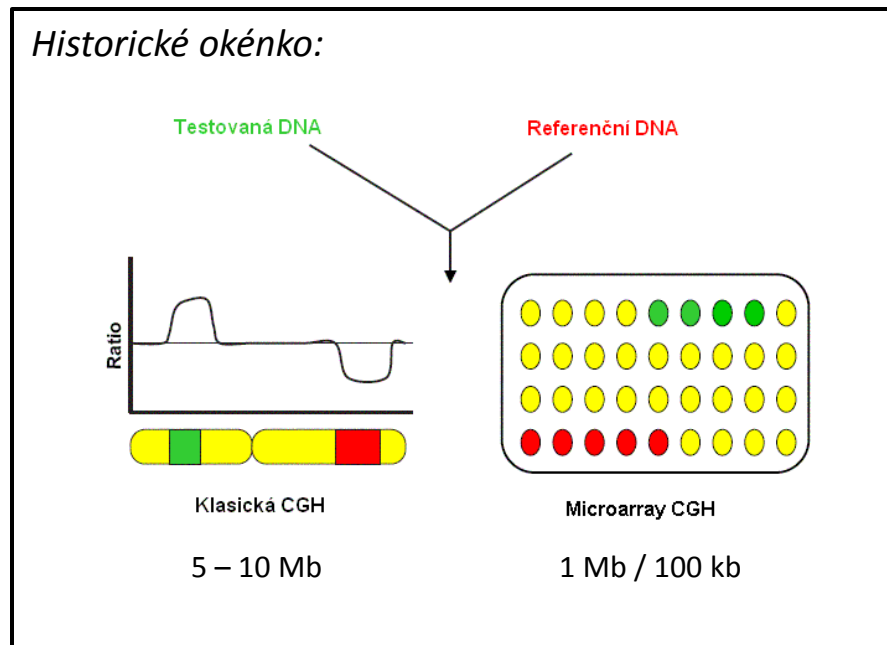 Historické okénko:
Testovaná DNA
Referenční DNA
Ratio
Klasická CGH
Microarray CGH
5 – 10 Mb
1 Mb / 100 kb